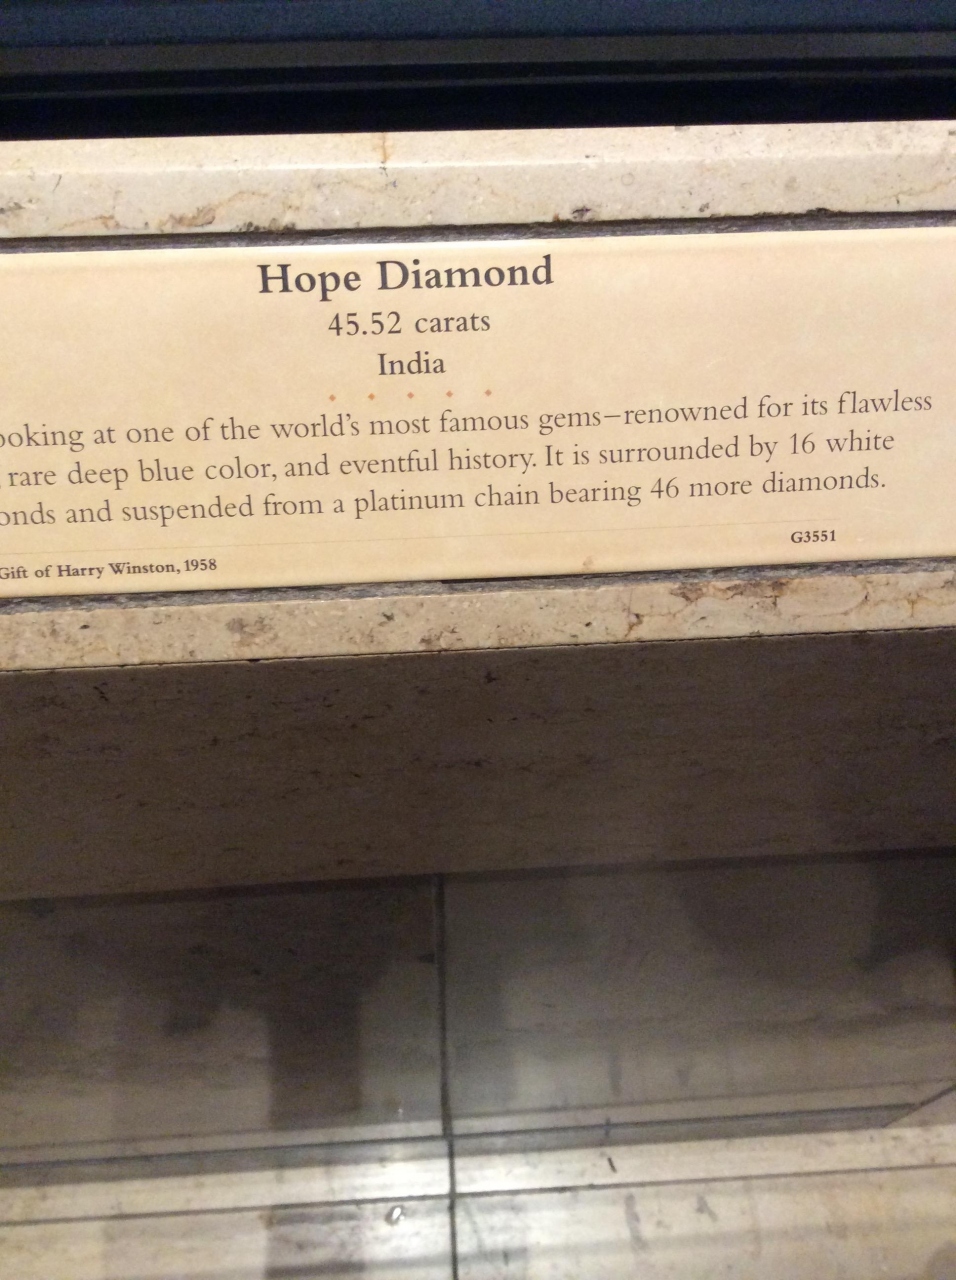 Hope Diamond
45.52 carats
India
ooking at one of the world's most famous gems—renowned for its flawless
, rare deep blue color, and eventful history. It is surrounded by 16 white
onds and suspended from a platinum chain bearing 46 more diamonds.
G3551
Gift of Harry Winston, 1958